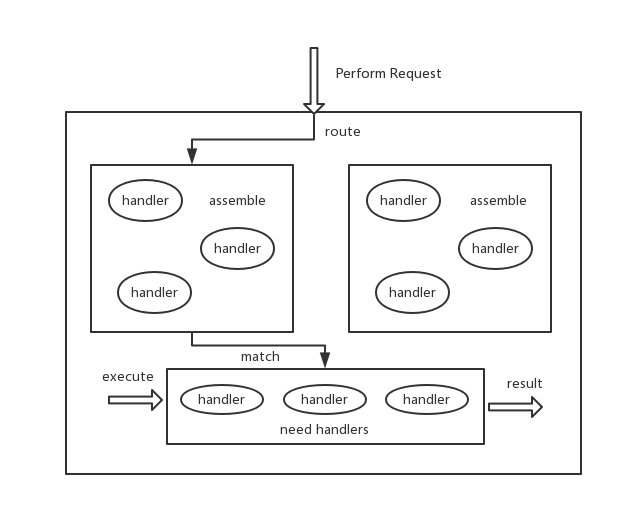 Perform Request
route
handler
assemble
handler
handler
handler
assemble
handler
handler
match
execute
result
handler
handler
handler
need handlers